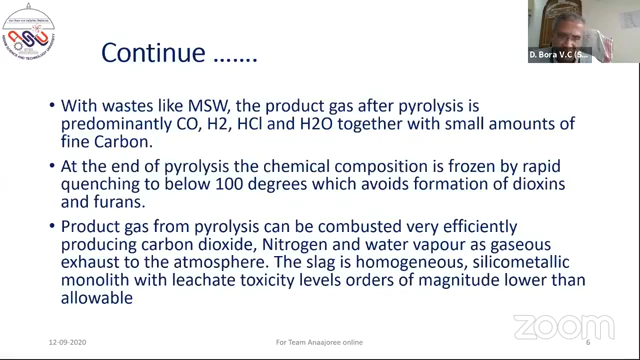 Continue …….
D. Bora V.C (S...
• With wastes like MSW, the product gas after pyrolysis is
predominantly CO, H2, HCl and H2O together with small amounts of
fine Carbon.
• At the end of pyrolysis the chemical composition is frozen by rapid
quenching to below 100 degrees which avoids formation of dioxins
and furans.
• Product gas from pyrolysis can be combusted very efficiently
producing carbon dioxide, Nitrogen and water vapour as gaseous
exhaust to the atmosphere. The slag is homogeneous, silicometallic
monolith with leachate toxicity levels orders of magnitude lower than
allowable
12-09-2020
For Team Anaajoree online
6
zoom